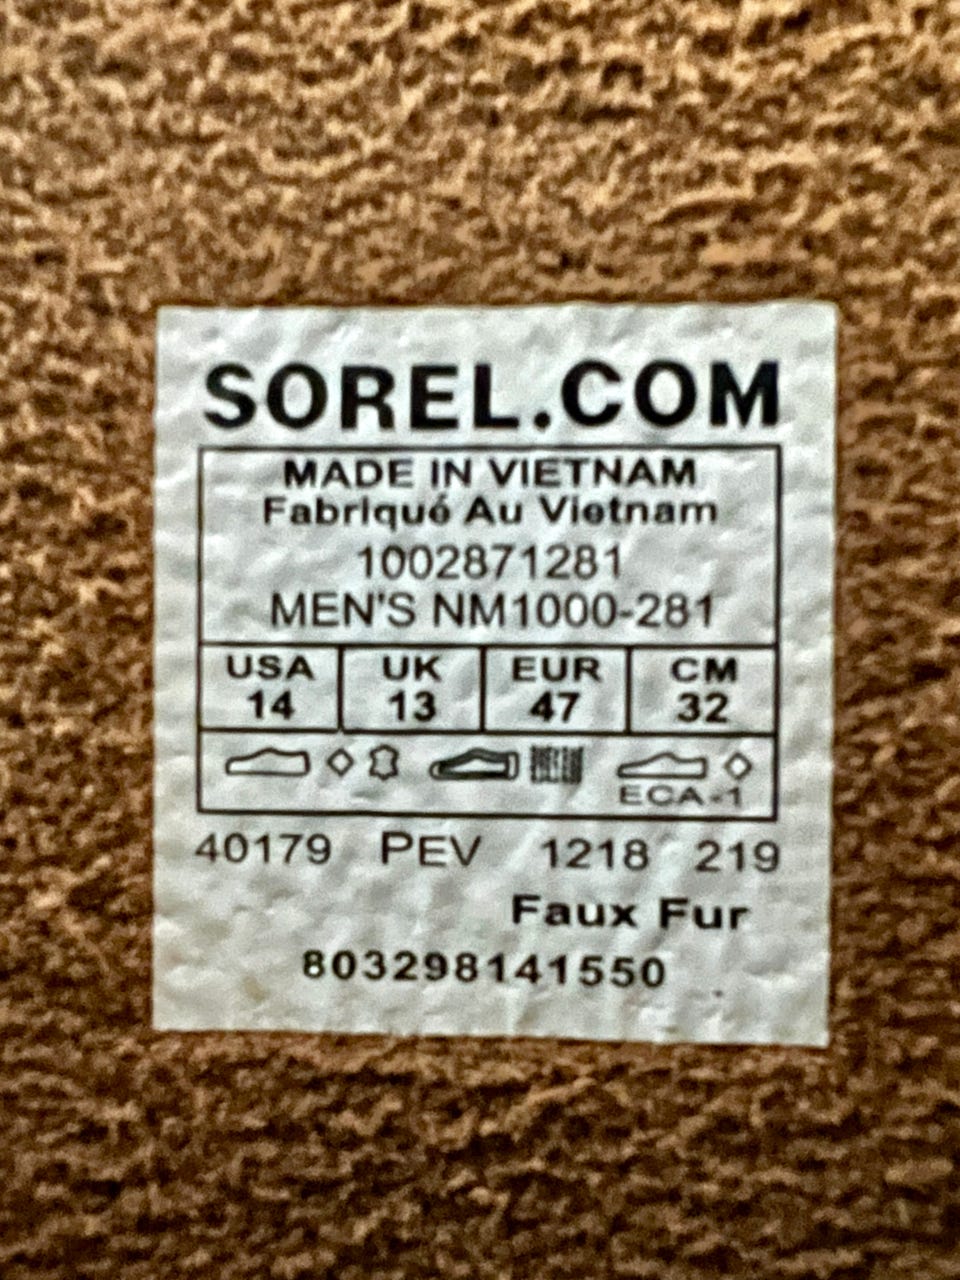 SOREL.COM
MADE IN VIETNAM
Fabriqué Au Vietnam
1002871281
MEN'S NM1000-281
USA UK EUR CM
14 13 47 32
ECA-1
40179 PEV 1218 219
Faux Fur
803298141550